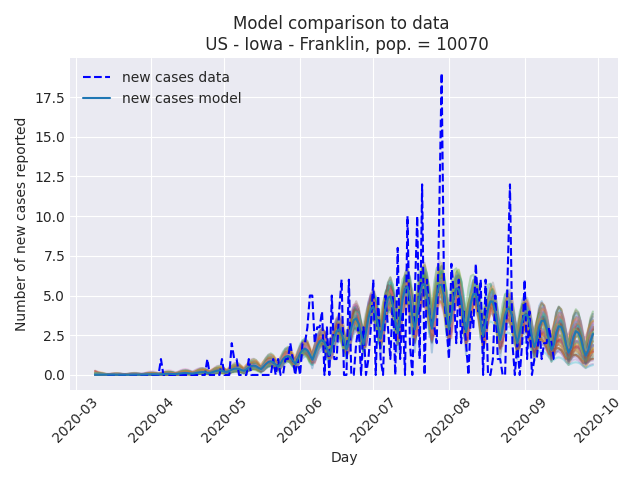 Model comparison to data
US - Iowa - Franklin, pop. = 10070
new cases data
new cases model
Number of new cases reported
17.5
15.0
12.5
10.0
7.5
5.0
2.5
0.0
2020-03
2020-04
2020-05
2020-06
2020-07
2020-08
2020-09
2020-10
Day